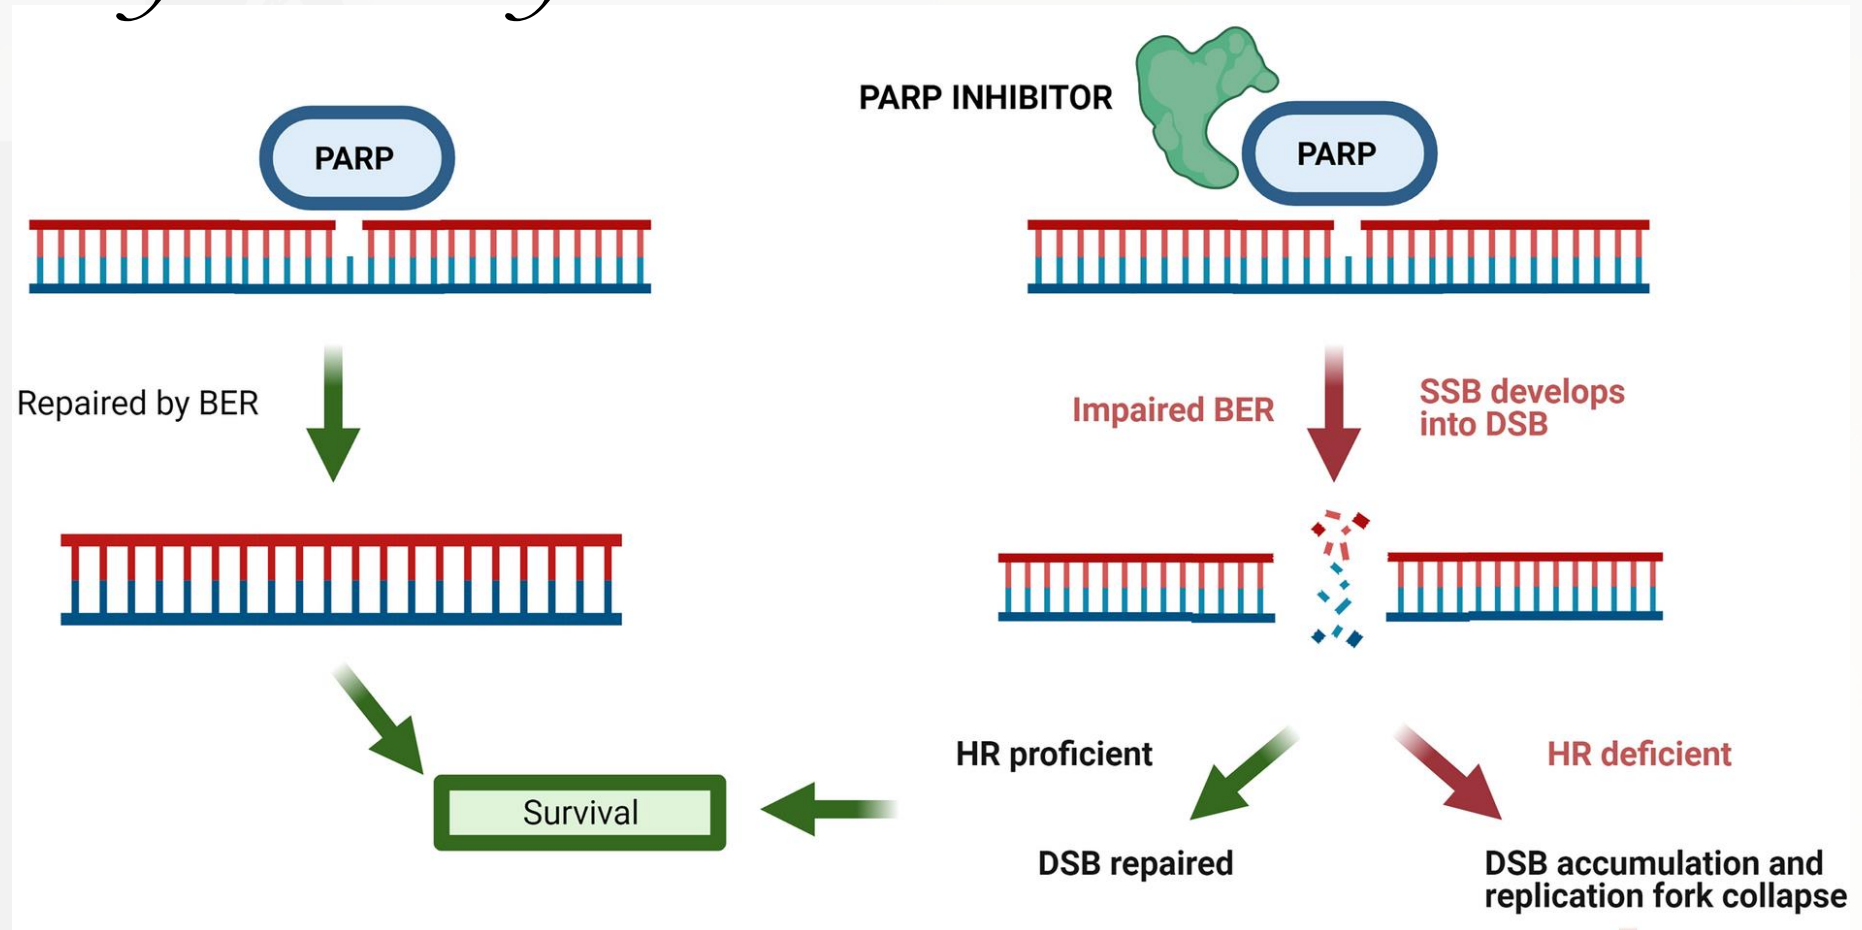 PARP INHIBITOR
PARP
PARP
Repaired by BER
Impaired BER
SSB develops
into DSB
HR proficient
HR deficient
Survival
DSB repaired
DSB accumulation and
replication fork collapse